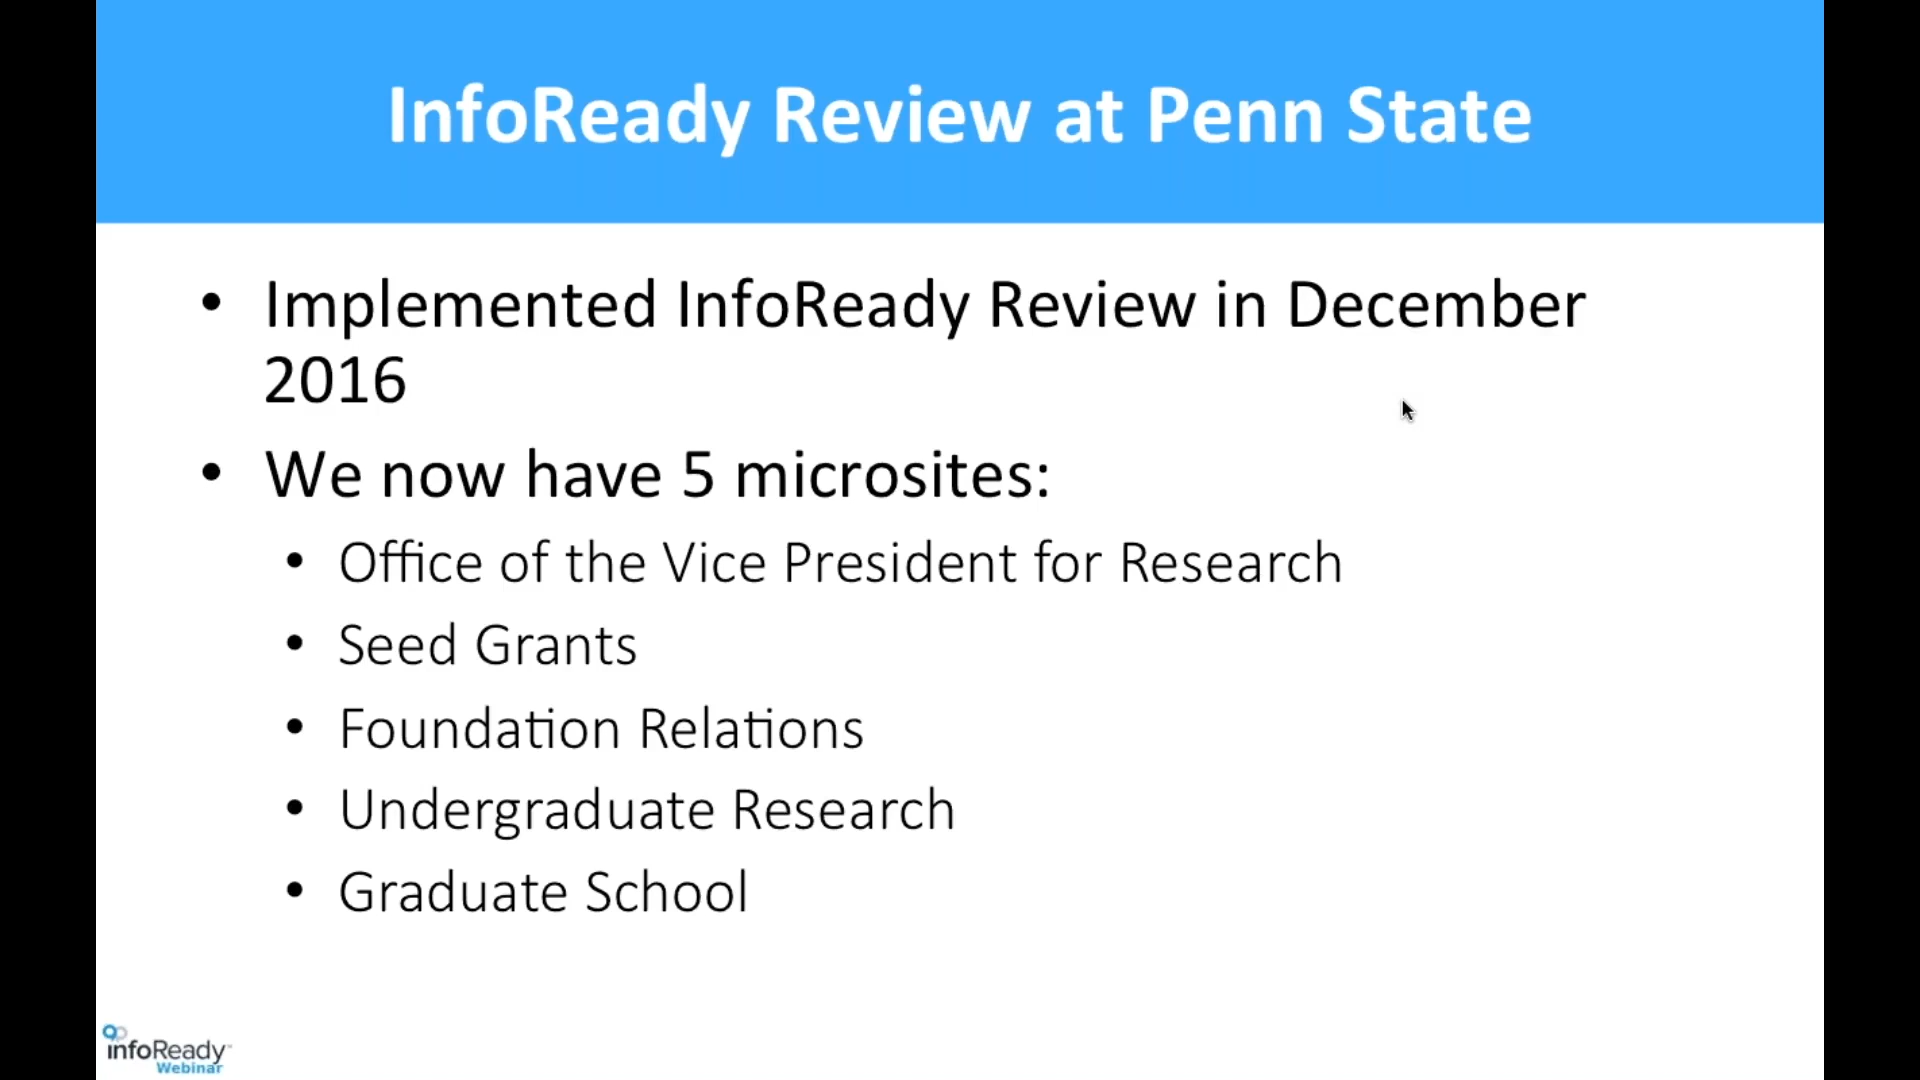 InfoReady Review at Penn State
• Implemented InfoReady Review in December
2016
• We now have 5 microsites:
• Office of the Vice President for Research
• Seed Grants
• Foundation Relations
• Undergraduate Research
• Graduate School
infoReady
Webinar